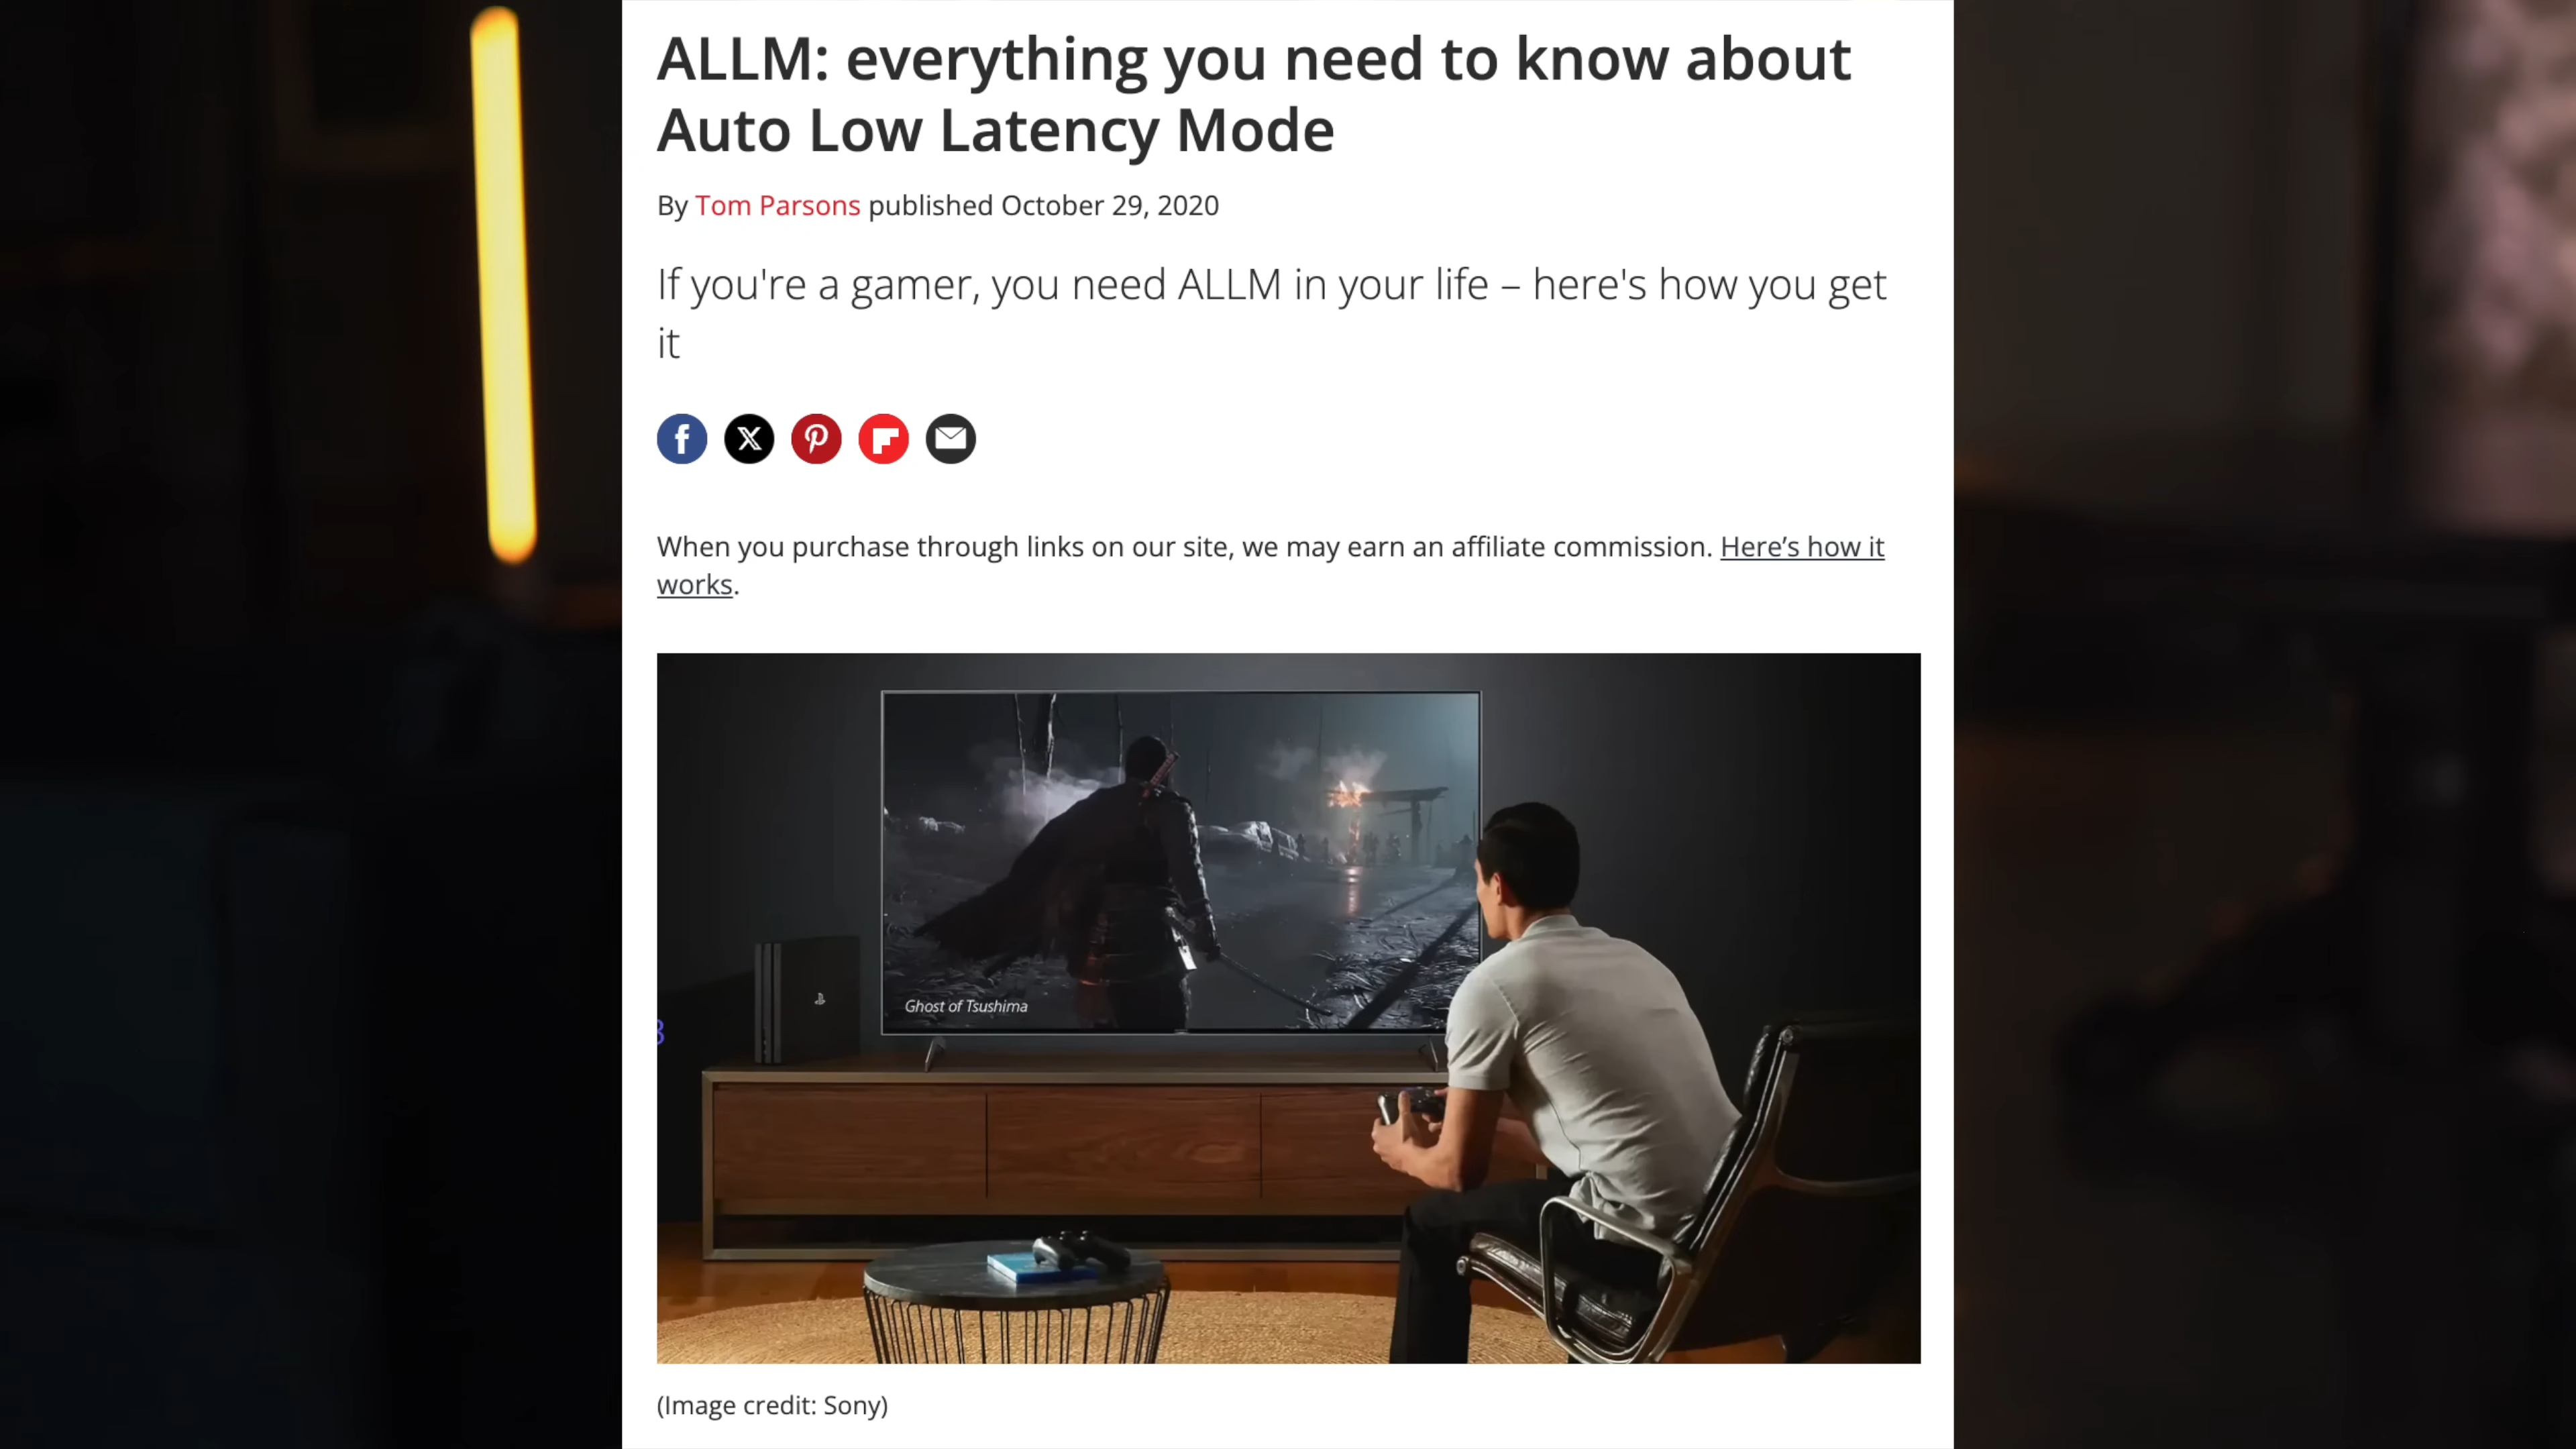 ALLM: everything you need to know about
Auto Low Latency Mode
By Tom Parsons published October 29, 2020
If you're a gamer, you need ALLM in your life – here's how you get
it
When you purchase through links on our site, we may earn an affiliate commission. Here’s how it
works.
Ghost of Tsushima
(Image credit: Sony)